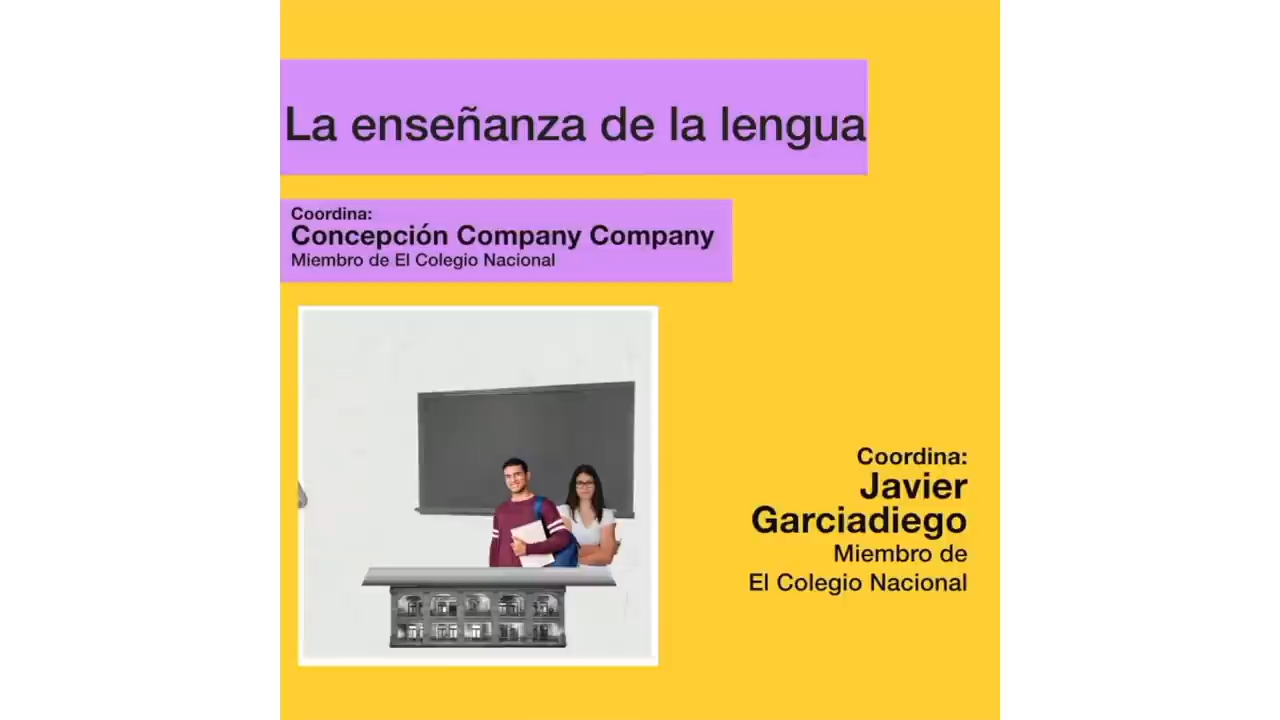 La enseñanza de la lengua
Coordina:
Concepción Company Company
Miembro de El Colegio Nacional
Coordina:
Javier
Garciadiego
Miembro de
El Colegio Nacional